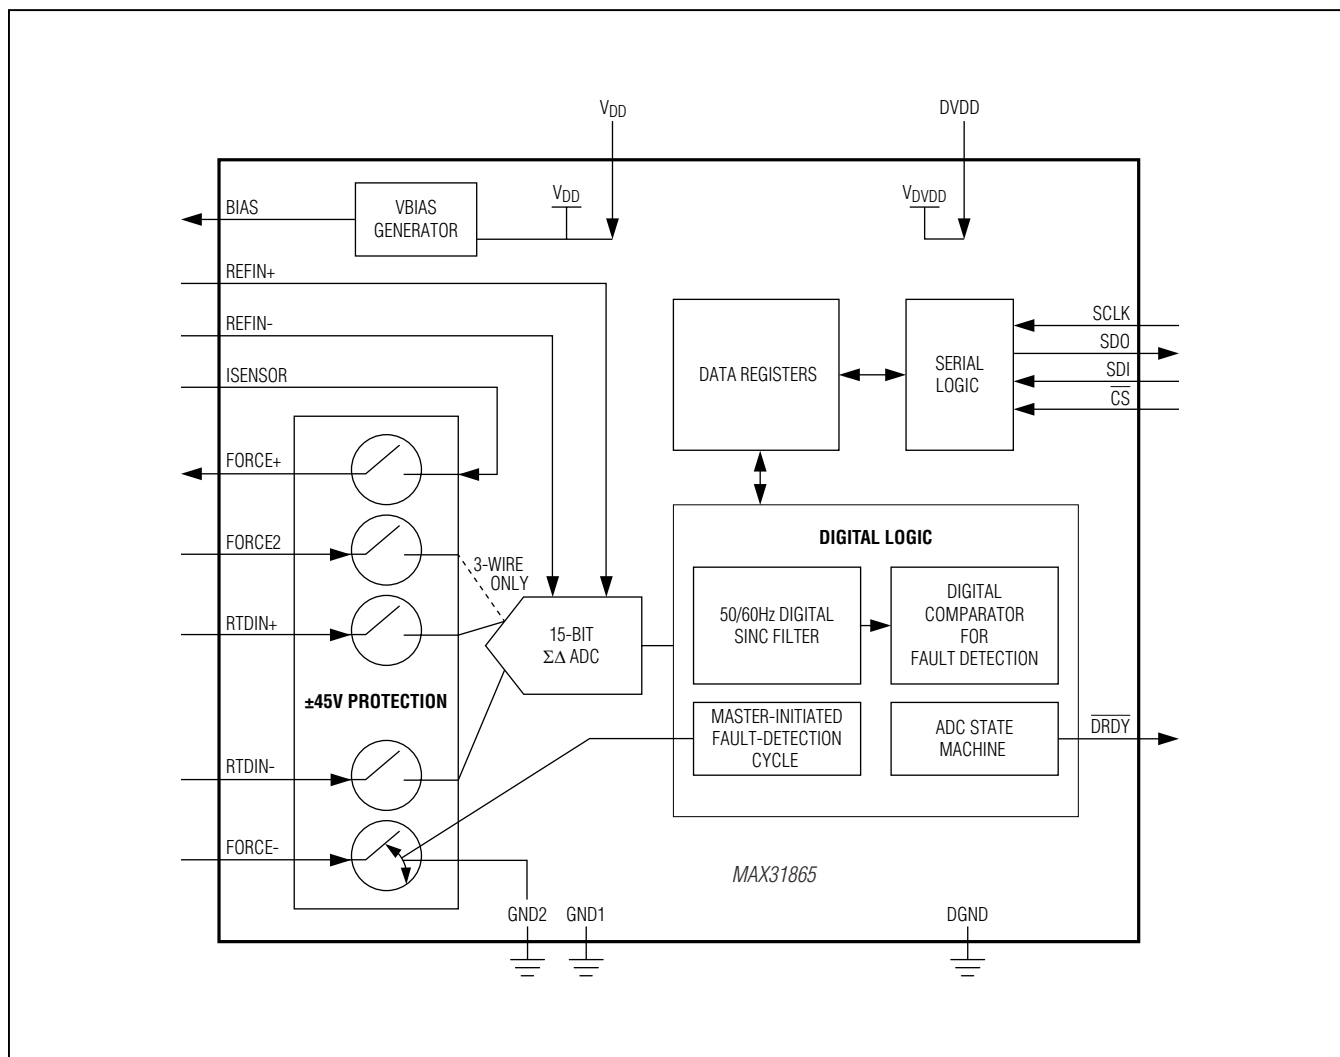 VDD
DVDD
VDD
VDVDD
BIAS
VBIAS
GENERATOR
REFIN+
REFIN-
ISENSOR
SCLK
SDO
SDI
CS
DATA REGISTERS
SERIAL
LOGIC
FORCE+
FORCE2
3-WIRE
ONLY
RTDIN+
15-BIT
ΣΔ ADC
±45V PROTECTION
RTDIN-
FORCE-
DIGITAL LOGIC
50/60Hz DIGITAL
SINC FILTER
DIGITAL
COMPARATOR
FOR
FAULT DETECTION
MASTER-INITIATED
FAULT-DETECTION
CYCLE
ADC STATE
MACHINE
DRDY
MAX31865
GND2
GND1
DGND